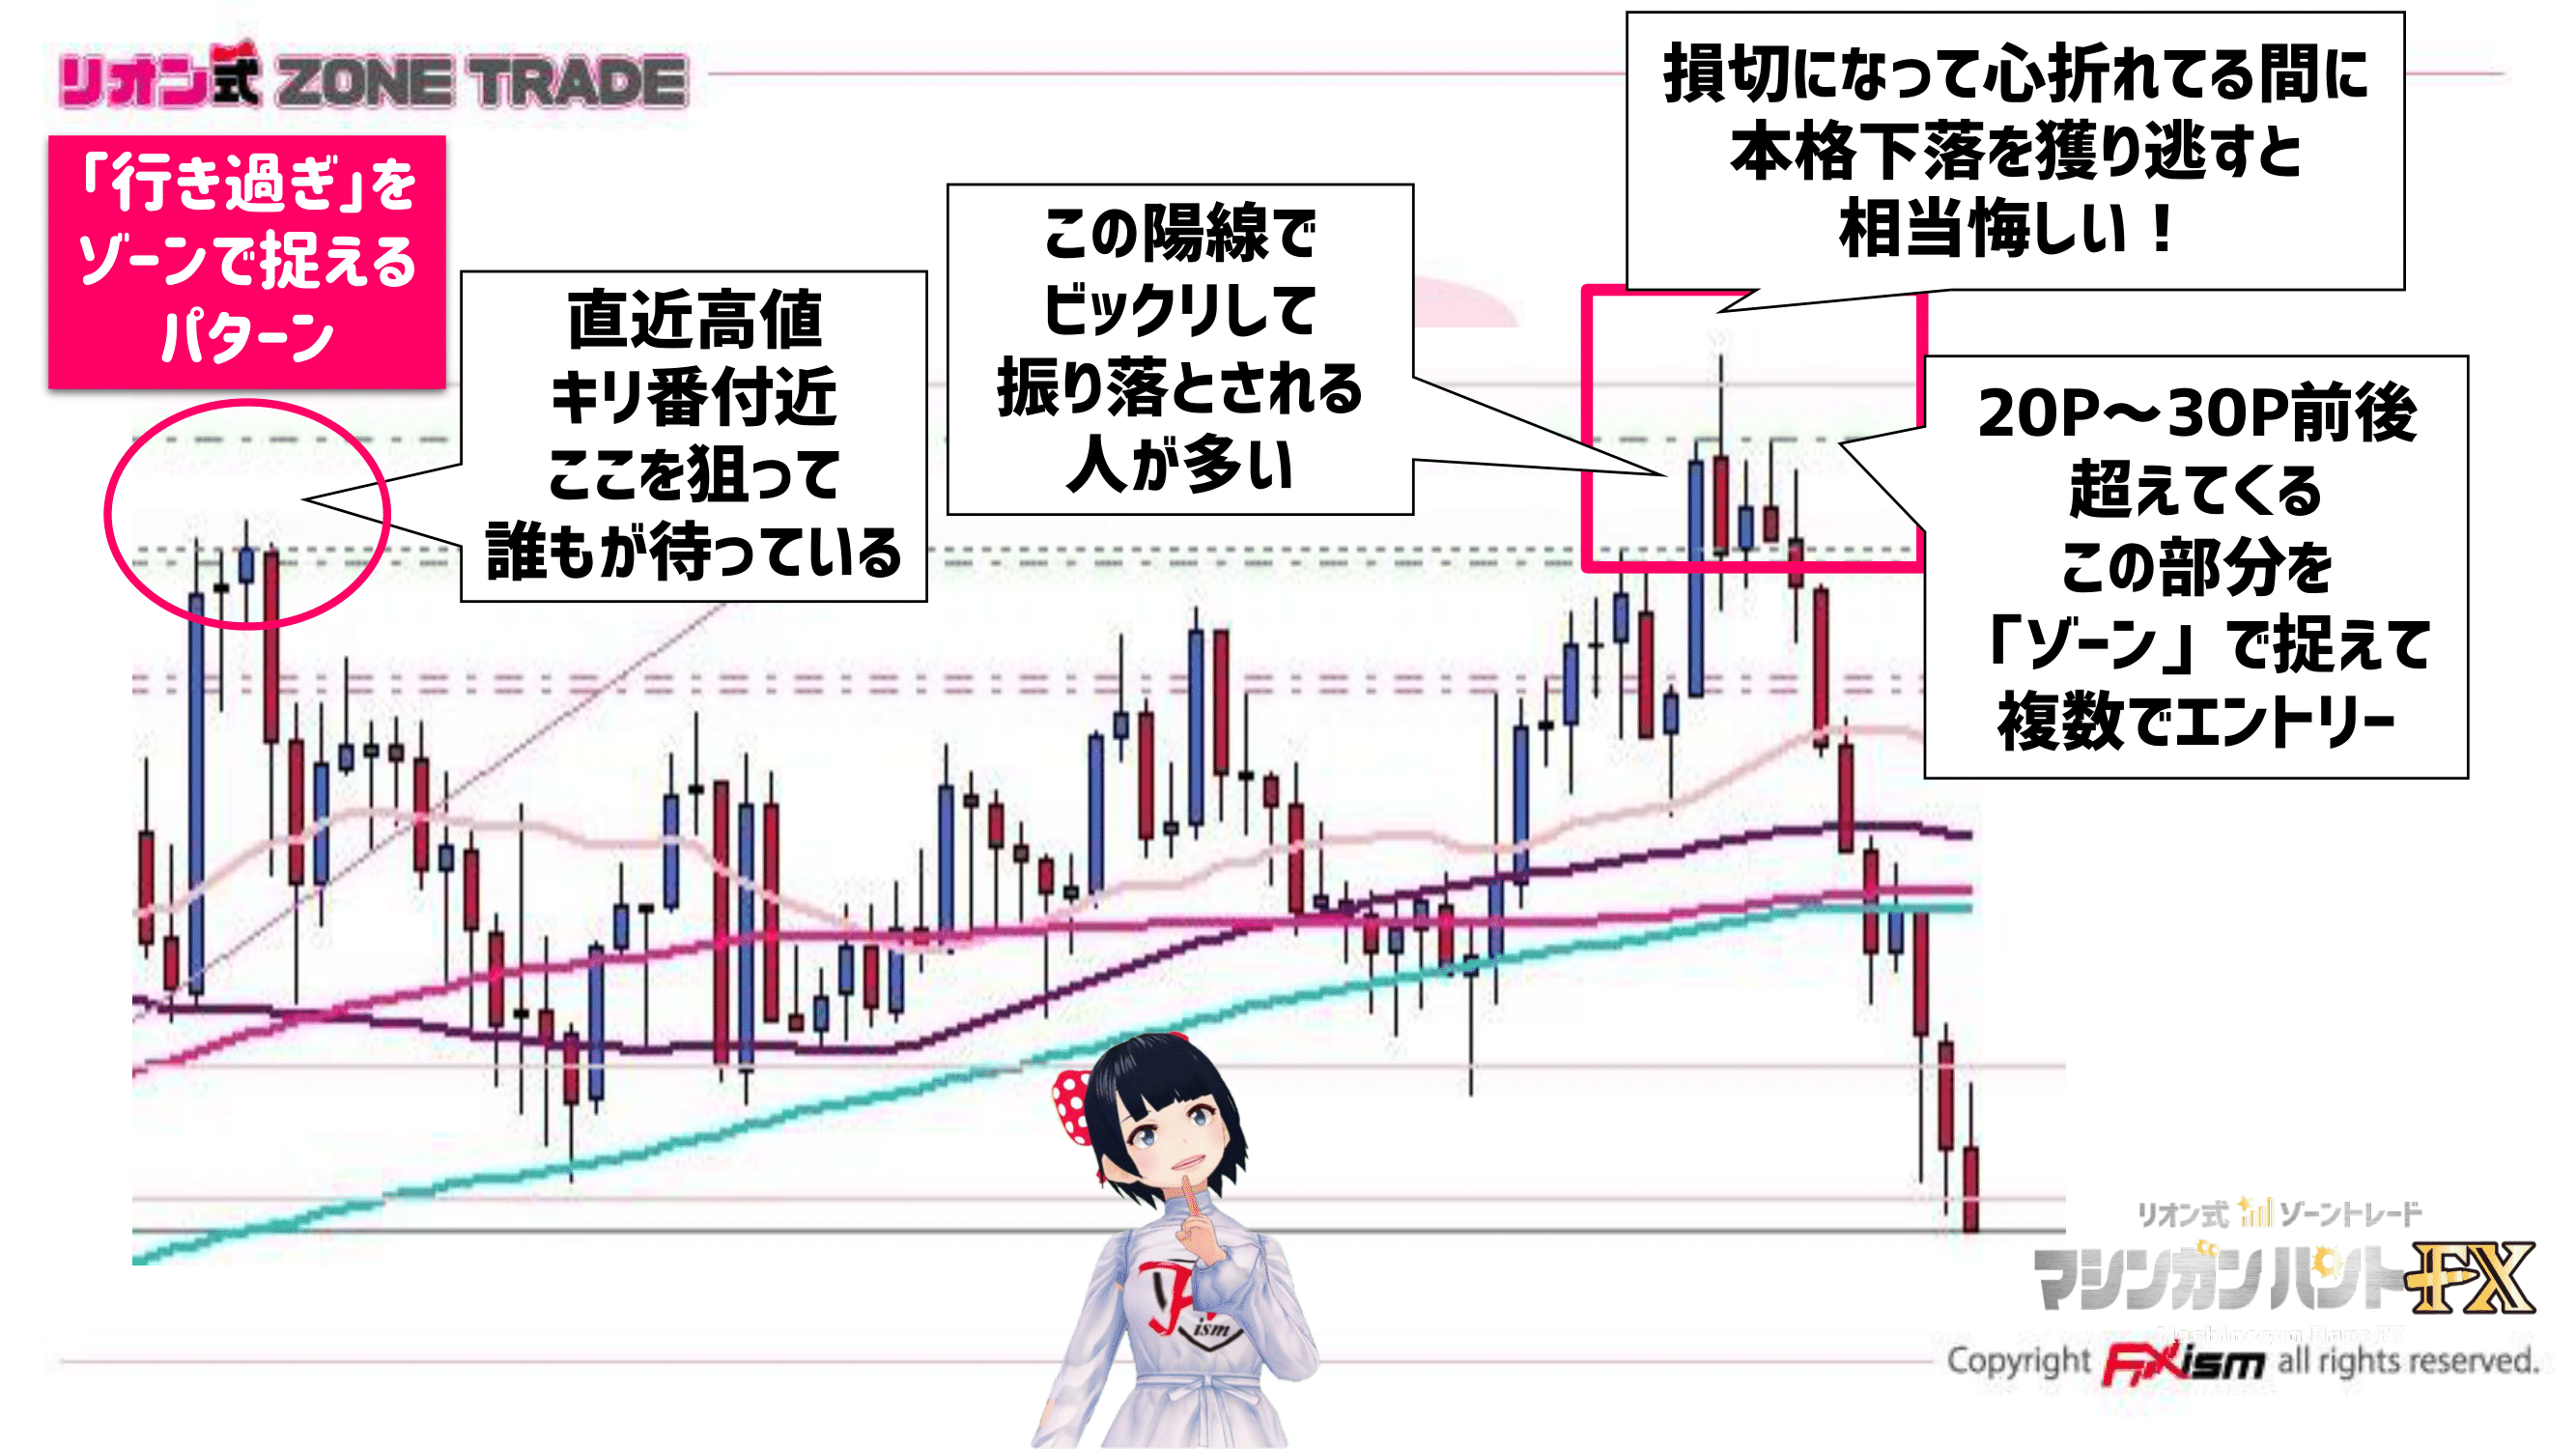 リオン式 ZONE TRADE
「行き過ぎ」を
ゾーンで捉える
パターン
直近高値
キリ番付近
ここを狙って
誰もが待っている
この陽線で
ビックリして
振り落とされる
人が多い
損切になって心折れてる間に
本格下落を獲り逃すと
相当悔しい！
20P～30P前後
超えてくる
この部分を
「ゾーン」で捉えて
複数でエントリー
ism
リオン式 ゾーントレード
マシンガンハントFX
Copyright FXism all rights reserved.